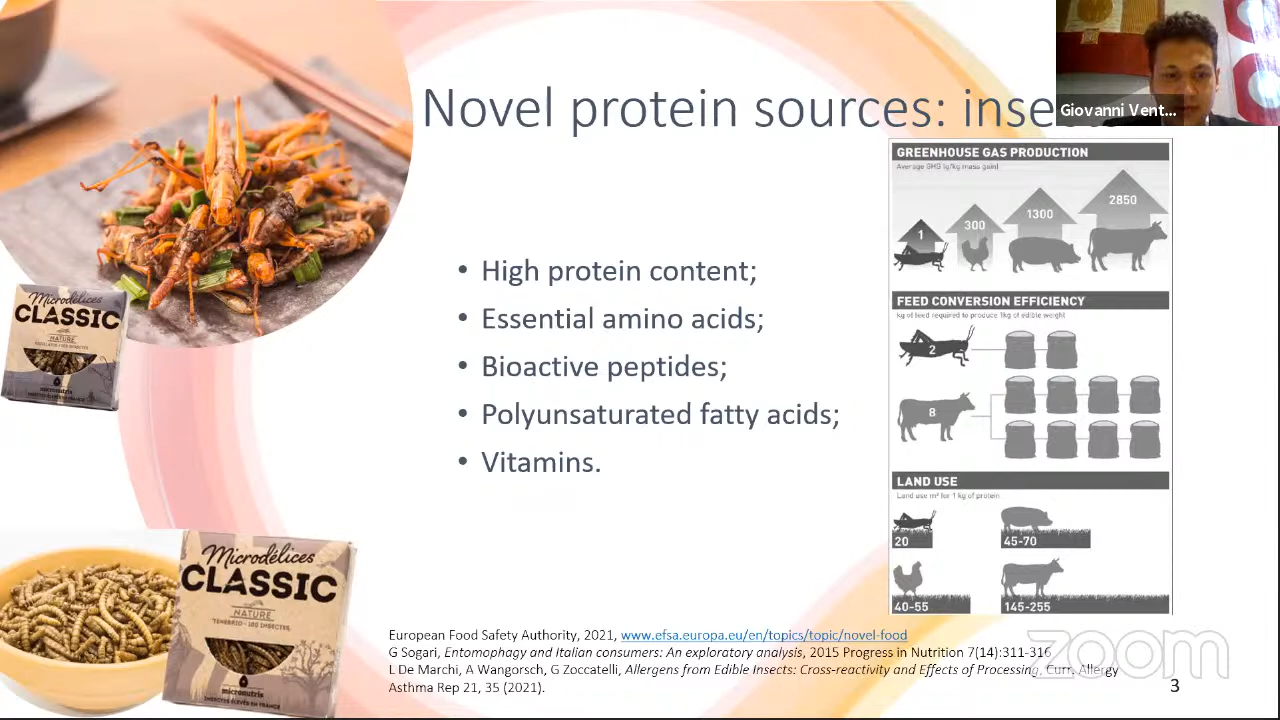 Novel protein sources: inse
Giovanni Vent...
• High protein content;
• Essential amino acids;
• Bioactive peptides;
• Polyunsaturated fatty acids;
• Vitamins.
GREENHOUSE GAS PRODUCTION
Average GHG (g/kg mass gain)
1
300
1300
2850
FEED CONVERSION EFFICIENCY
kg of feed required to produce 1kg of edible weight
2
8
LAND USE
Land use m² for 1 kg of protein
20
45-70
40-55
145-255
Microdélices
CLASSIC
NATURE
micronutris
Microdélices
CLASSIC
NATURE
micronutris
INSECTES ÉLEVÉS EN FRANCE
European Food Safety Authority, 2021, www.efsa.europa.eu/en/topics/topic/novel-food
G Sogari, Entomophagy and Italian consumers: An exploratory analysis, 2015 Progress in Nutrition 7(14):311-316
L De Marchi, A Wangorsch, G Zoccatelli, Allergens from Edible Insects: Cross-reactivity and Effects of Processing, Curr. Allergy
Asthma Rep 21, 35 (2021).
zoom
3